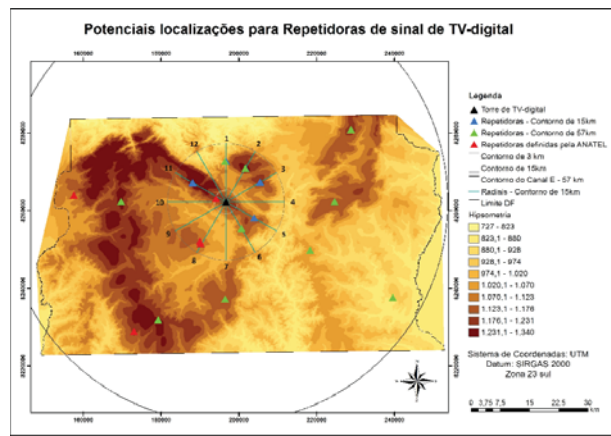 Potenciais localizações para Repetidoras de sinal de TV-digital
160000 180000 200000 220000 240000
Legenda
Torre de TV-digital
Repetidoras - Contorno de 15km
Repetidoras - Contorno de 57km
Repetidoras definidas pela ANATEL
Contorno de 3 km
Contorno de 15km
Contorno do Canal E - 57 km
Radiais - Contorno de 15km
Limite DF
Hipsometria
727 - 823
823,1 - 880
880,1 - 928
928,1 - 974
974,1 - 1.020
1.020,1 - 1.070
1.070,1 - 1.123
1.123,1 - 1.176
1.176,1 - 1.231
1.231,1 - 1.340
12
1
2
11
3
10
4
9
5
8
7
6
Sistema de Coordenadas: UTM
Datum: SIRGAS 2000
Zona 23 sul
160000 180000 200000 220000 240000
0 3,75 7,5 15 22,5 30
km